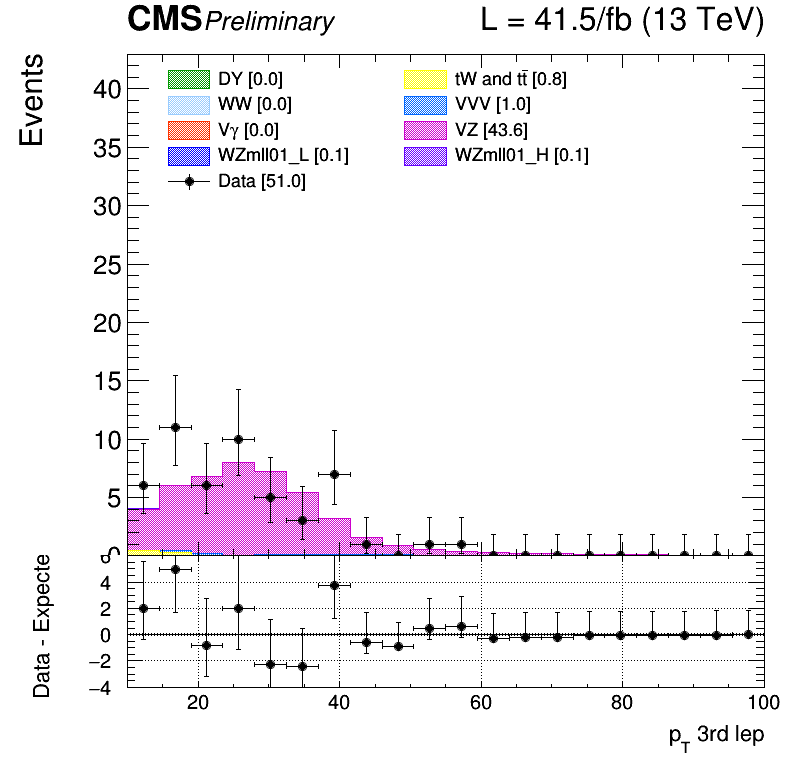 CMS Preliminary L = 41.5/fb (13 TeV)
Events
40
35
30
25
20
15
10
5
0
DY [0.0]
tW and tt̄ [0.8]
WW [0.0]
VVV [1.0]
Vγ [0.0]
VZ [43.6]
WZmll01_L [0.1]
WZmll01_H [0.1]
Data [51.0]
Data - Expecte
4
2
0
−2
−4
20 40 60 80 100
p_T 3rd lep